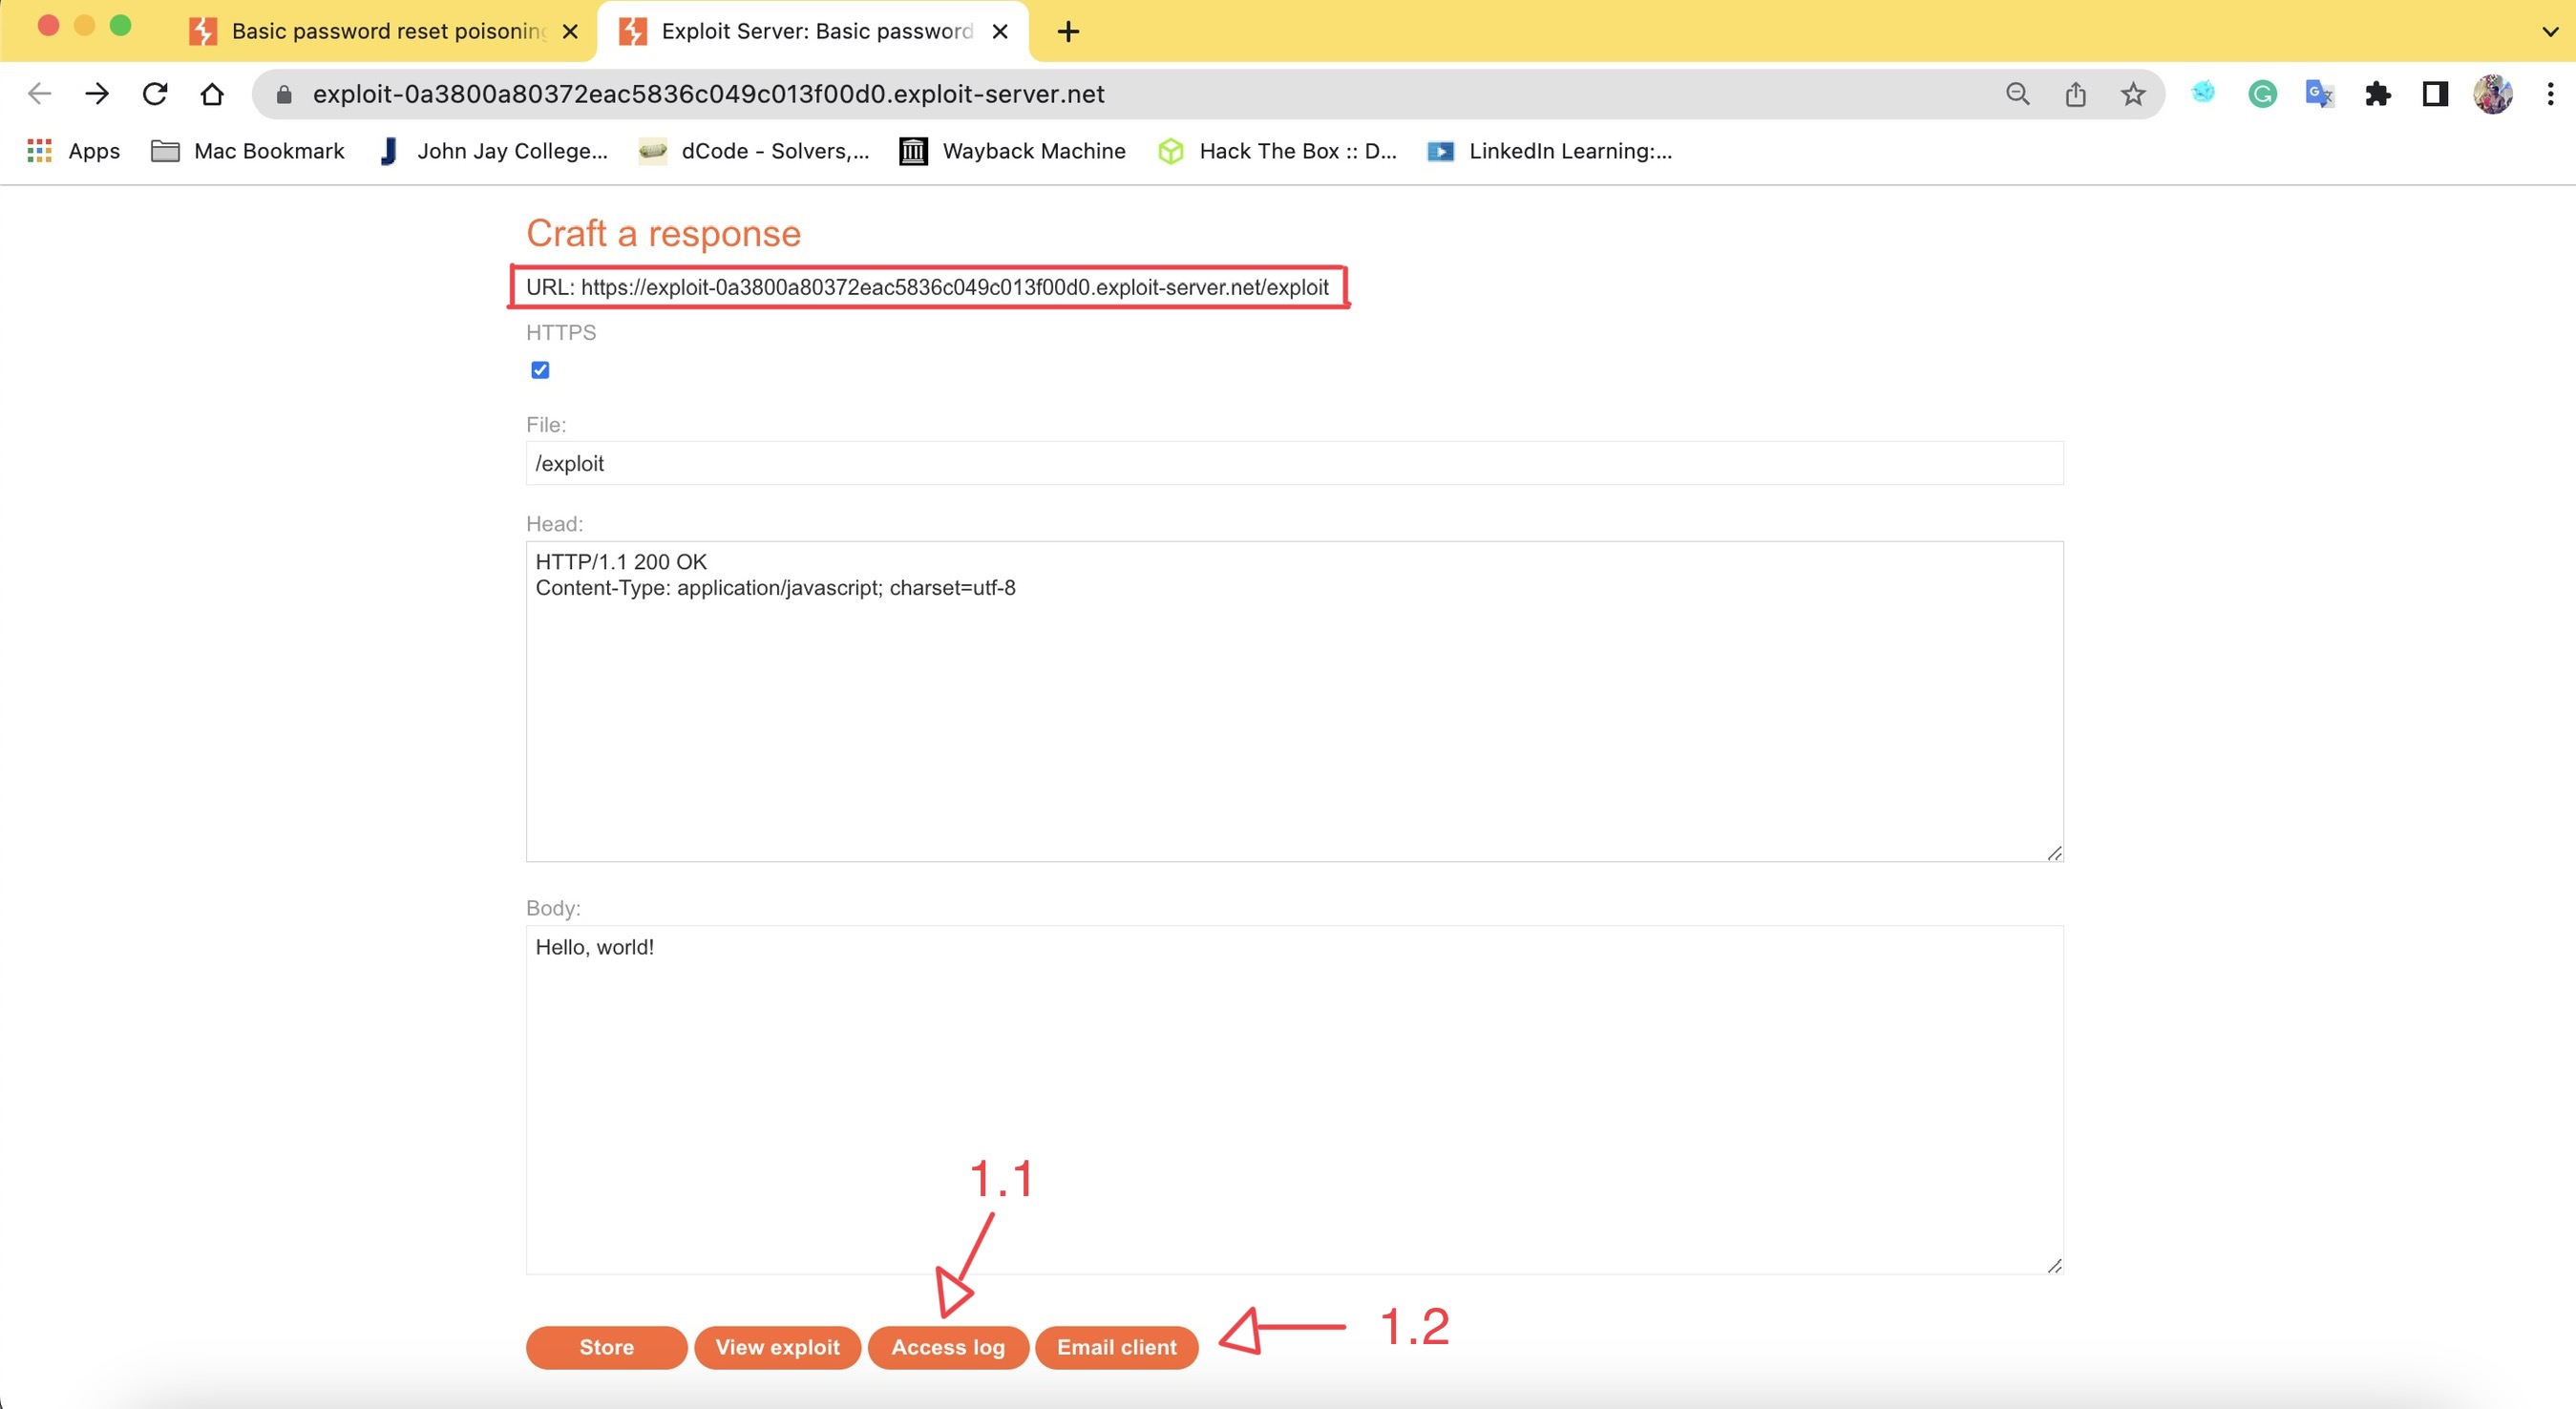 Basic password reset poisoning
Exploit Server: Basic password
exploit-0a3800a80372eac5836c049c013f00d0.exploit-server.net
Apps
Mac Bookmark
John Jay College...
dCode - Solvers,...
Wayback Machine
Hack The Box :: D...
LinkedIn Learning:...
Craft a response
URL: https://exploit-0a3800a80372eac5836c049c013f00d0.exploit-server.net/exploit
HTTPS
File:
/exploit
Head:
HTTP/1.1 200 OK
Content-Type: application/javascript; charset=utf-8
Body:
Hello, world!
1.1
1.2
Store
View exploit
Access log
Email client